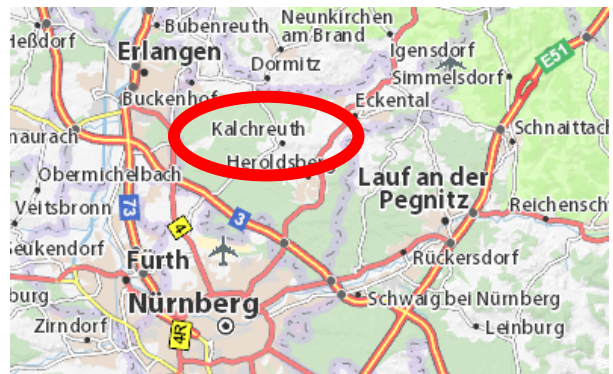 Bubenreuth
Neunkirchen
am Brand
Heßdorf
Erlangen
Igensdorf
E51
Dormitz
Simmelsdorf
Buckenhof
Eckental
Kalchreuth
Schnaittach
naurach
Heroldsberg
Obermichelbach
Lauf an der
Pegnitz
Veitsbronn
73
3
4
Reichensch
Seukendorf
Fürth
Rückersdorf
burg
Nürnberg
Schwaig bei Nürnberg
Zirndorf
4R
Leinburg